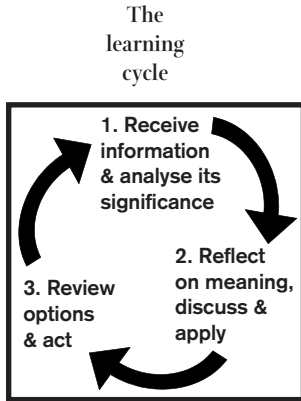 The
learning
cycle
1. Receive
information
& analyse its
significance
2. Reflect
on meaning,
discuss &
apply
3. Review
options
& act